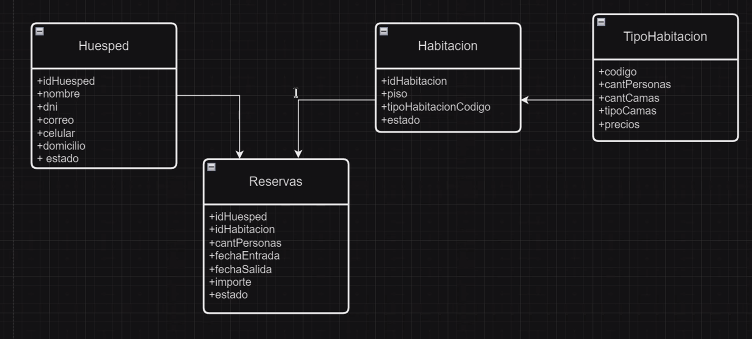 Huesped
+idHuesped
+nombre
+dni
+correo
+celular
+domicilio
+ estado
Habitacion
+idHabitacion
+piso
+tipoHabitacionCodigo
+estado
TipoHabitacion
+codigo
+cantPersonas
+cantCamas
+tipoCamas
+precios
Reservas
+idHuesped
+idHabitacion
+cantPersonas
+fechaEntrada
+fechaSalida
+importe
+estado